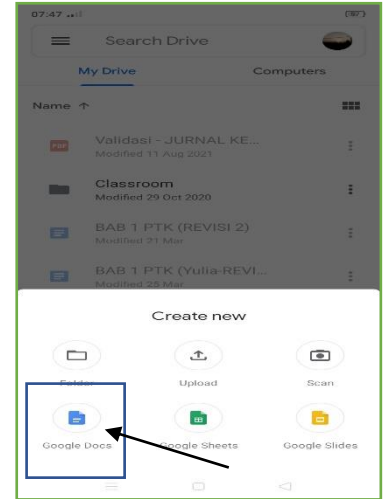 07:47
Search Drive
My Drive Computers
Name ↑
PDF Validasi - JURNAL KE...
Modified 11 Aug 2021
Classroom
Modified 29 Oct 2020
BAB 1 PTK (REVISI 2)
Modified 21 Mar
BAB 1 PTK (Yulia-REVI...
Modified 25 Mar
Create new
Folder Upload Scan
Google Docs Google Sheets Google Slides